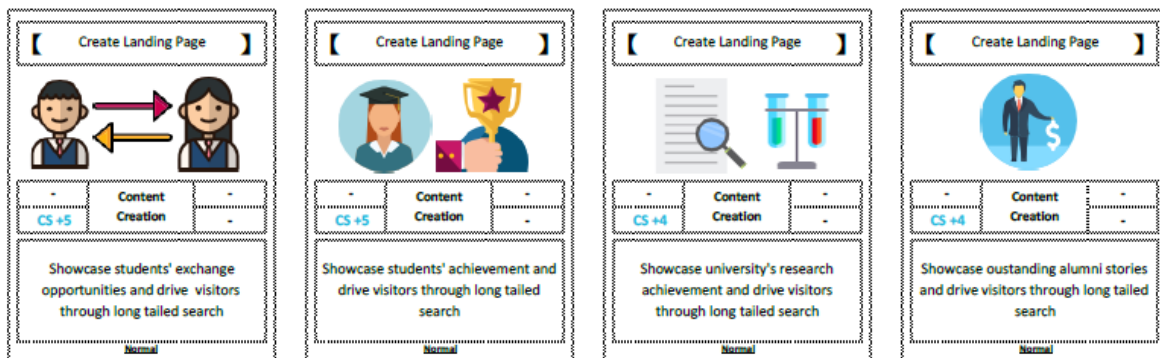 【 Create Landing Page 】
-
Content
Creation
-
CS +5
-
Showcase students' exchange
opportunities and drive visitors
through long tailed search
Normal
【 Create Landing Page 】
-
Content
Creation
-
CS +5
-
Showcase students' achievement and
drive visitors through long tailed
search
Normal
【 Create Landing Page 】
-
Content
Creation
-
CS +4
-
Showcase university's research
achievement and drive visitors
through long tailed search
Normal
【 Create Landing Page 】
$
-
Content
Creation
-
CS +4
-
Showcase oustanding alumni stories
and drive visitors through long tailed
search
Normal